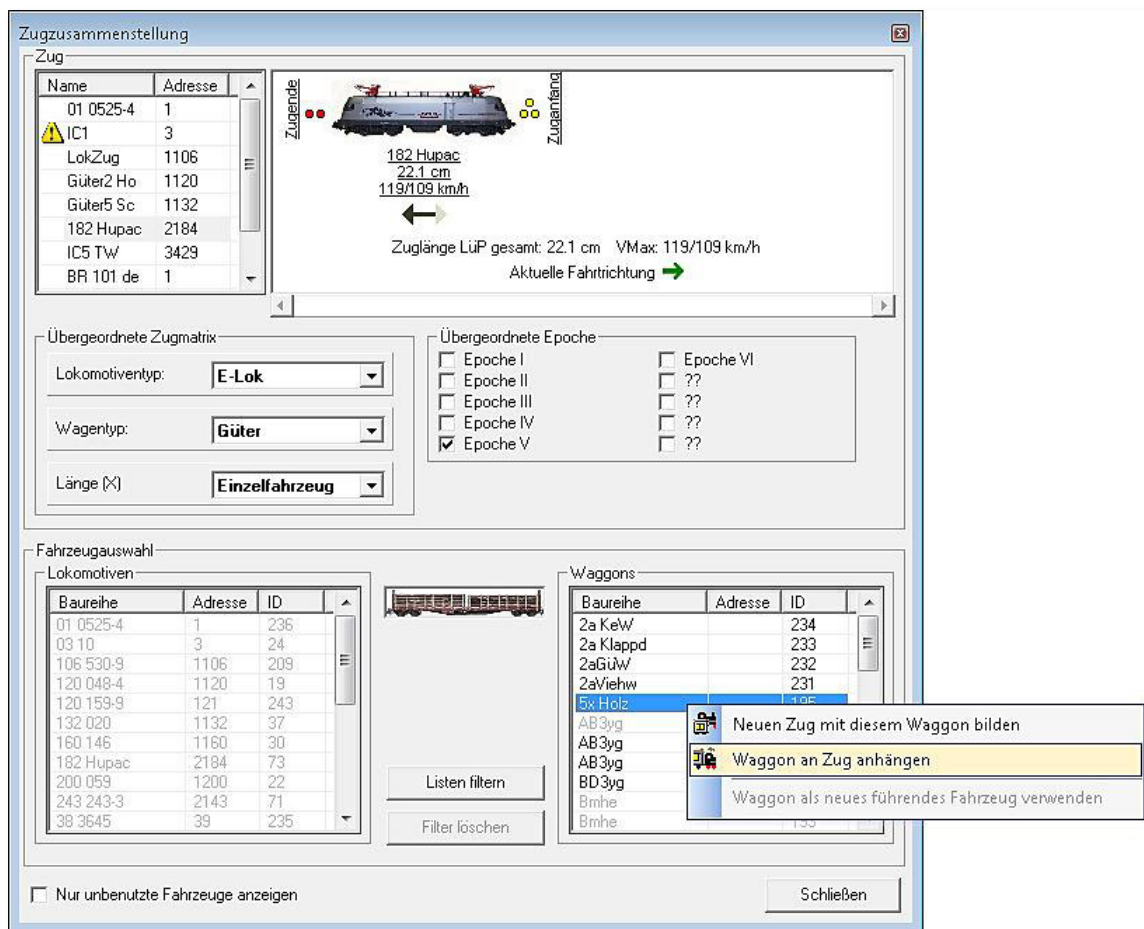 Zugzusammenstellung
Zug
Name Adresse
01 0525-4 1
IC1 3
LokZug 1106
Güter2 Ho 1120
Güter5 Sc 1132
182 Hupac 2184
IC5 TW 3429
BR 101 de 1
Zugende
Zuganfang
182 Hupac
22.1 cm
119/109 km/h
Zuglänge LüP gesamt: 22.1 cm VMax: 119/109 km/h
Aktuelle Fahrtrichtung
Übergeordnete Zugmatrix
Lokomotiventyp: E-Lok
Wagentyp: Güter
Länge (X) Einzelfahrzeug
Übergeordnete Epoche
Epoche I Epoche VI
Epoche II ??
Epoche III ??
Epoche IV ??
Epoche V ??
Fahrzeugauswahl
Lokomotiven
Baureihe Adresse ID
01 0525-4 1 236
03 10 3 24
106 530-9 1106 209
120 048-4 1120 19
120 159-9 121 243
132 020 1132 37
160 146 1160 30
182 Hupac 2184 73
200 059 1200 22
243 243-3 2143 71
38 3645 39 235
Listen filtern
Filter löschen
Waggons
Baureihe Adresse ID
2a KeW 234
2a Klappd 233
2aGüW 232
2aViehw 231
5x Holz 195
AB3yg
AB3yg
AB3yg
BD3yg
Bmhe
Bmhe 193
Neuen Zug mit diesem Waggon bilden
Waggon an Zug anhängen
Waggon als neues führendes Fahrzeug verwenden
Nur unbenutzte Fahrzeuge anzeigen
Schließen